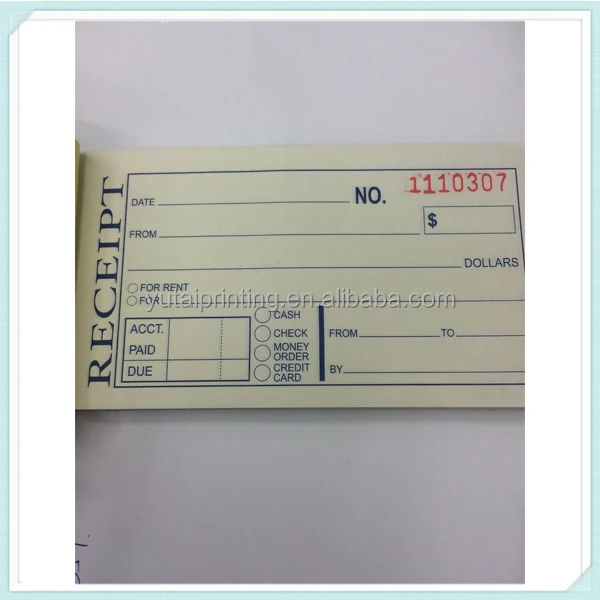 RECEIPT
DATE NO. 1110307
FROM $
DOLLARS
FOR RENT
FOR
yutaiprinting.en.alibaba.com
ACCT.
PAID
DUE
CASH
CHECK
MONEY
ORDER
CREDIT
CARD
FROM TO
BY